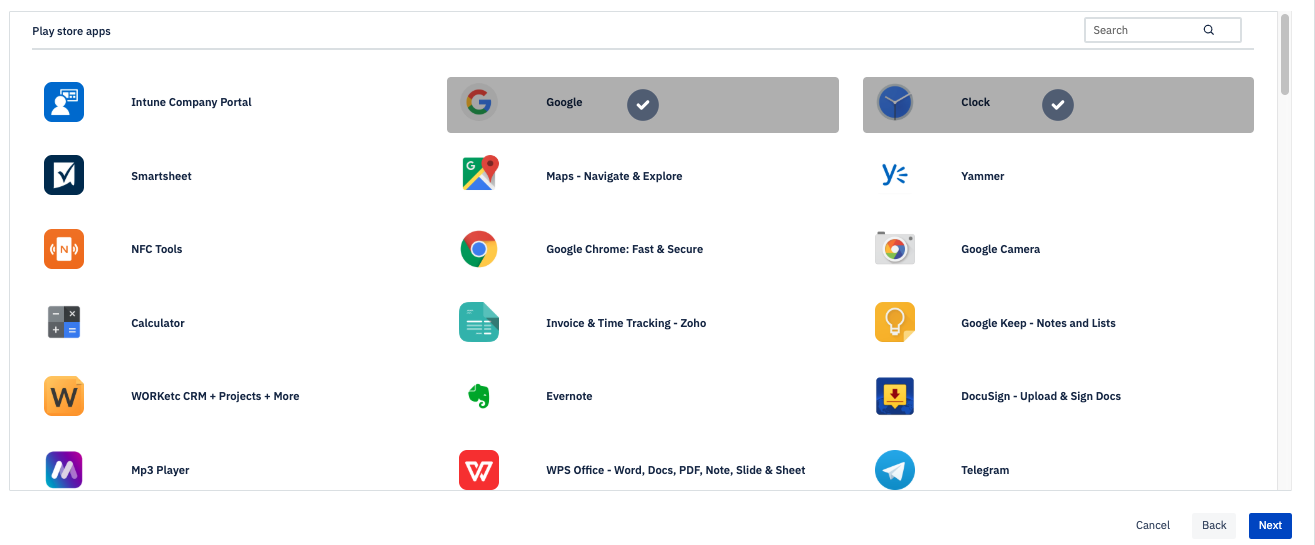 Play store apps
Search
Intune Company Portal
Google
Clock
Smartsheet
G
Maps - Navigate & Explore
Yammer
N
NFC Tools
Google Chrome: Fast & Secure
Google Camera
Calculator
Invoice & Time Tracking - Zoho
Google Keep - Notes and Lists
W
WORKetc CRM + Projects + More
Evernote
DocuSign - Upload & Sign Docs
Mp3 Player
WPS Office - Word, Docs, PDF, Note, Slide & Sheet
Telegram
Cancel
Back
Next